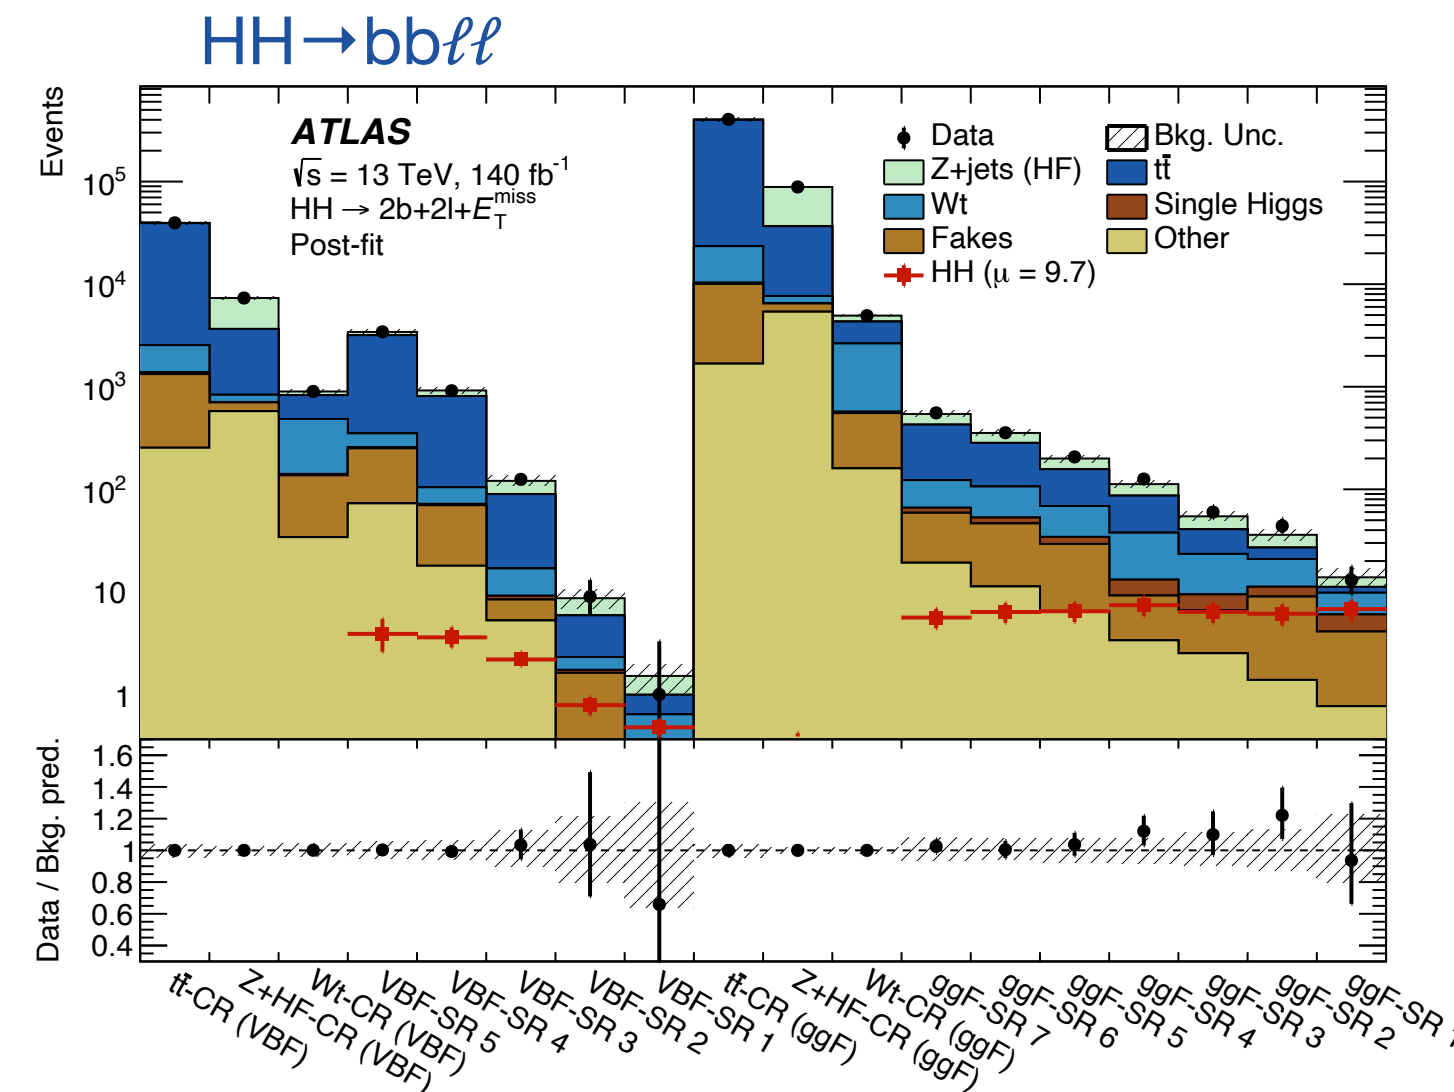 HH→bbℓℓ
Events
ATLAS
√s = 13 TeV, 140 fb⁻¹
HH → 2b+2l+E_T^miss
Post-fit
Data
Bkg. Unc.
Z+jets (HF)
tt̄
Wt
Single Higgs
Fakes
Other
HH (μ = 9.7)
10⁵
10⁴
10³
10²
10
1
Data / Bkg. pred.
1.6
1.4
1.2
1
0.8
0.6
0.4
tt̄-CR (VBF)
Z+HF-CR (VBF)
Wt-CR (VBF)
VBF-SR 5
VBF-SR 4
VBF-SR 3
VBF-SR 2
VBF-SR 1
tt̄-CR (ggF)
Z+HF-CR (ggF)
Wt-CR (ggF)
ggF-SR 7
ggF-SR 6
ggF-SR 5
ggF-SR 4
ggF-SR 3
ggF-SR 2
ggF-SR 1